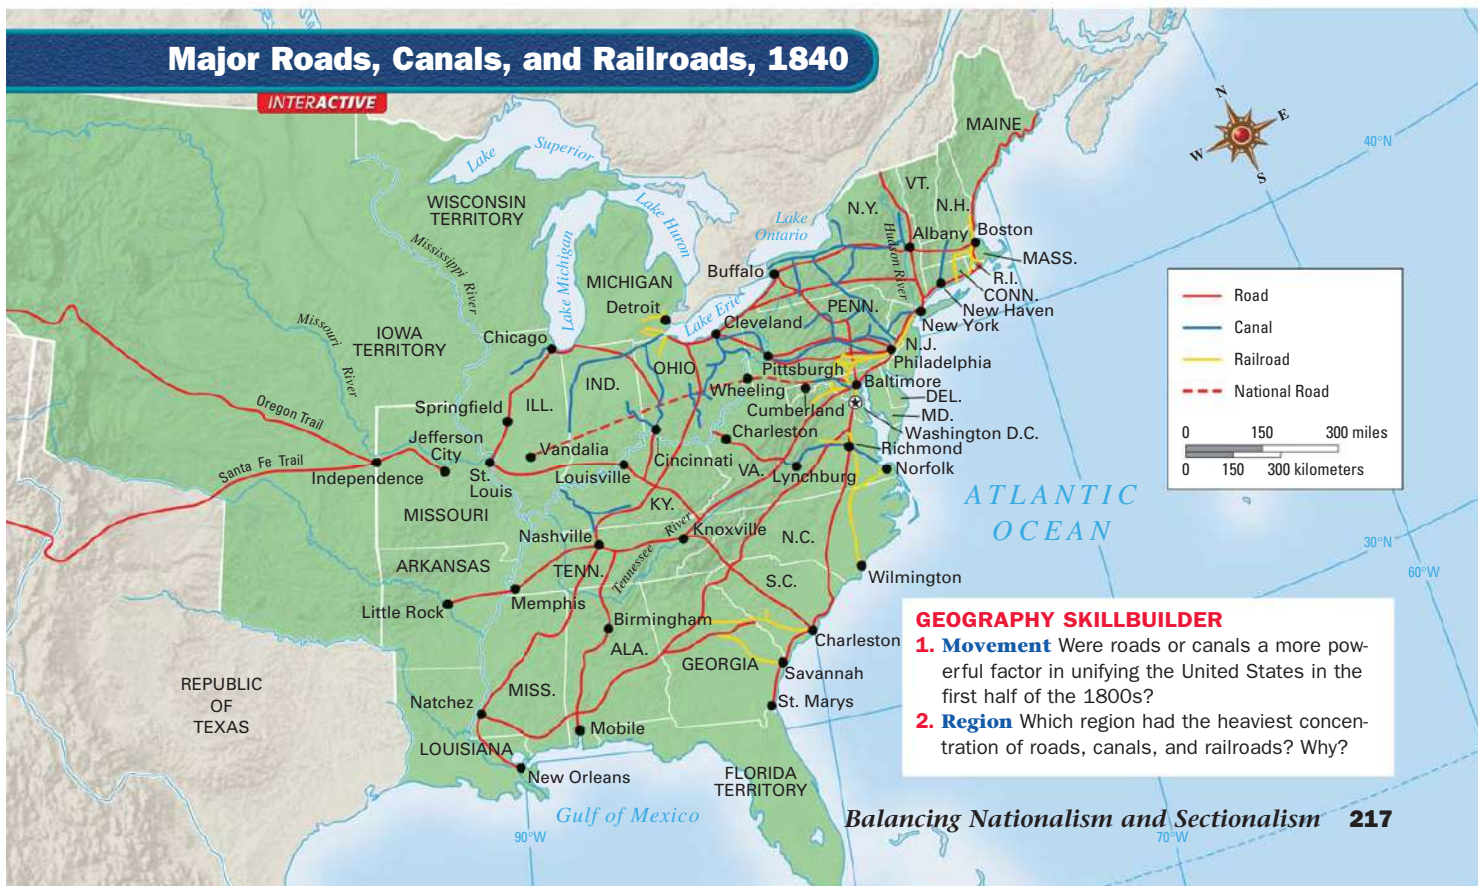 Major Roads, Canals, and Railroads, 1840
INTERACTIVE
N
E
W
S
MAINE
40°N
Lake
Superior
VT.
N.H.
N.Y.
WISCONSIN
TERRITORY
Lake Huron
Lake
Ontario
Hudson River
Albany
Boston
MASS.
Mississippi
River
Lake Michigan
Buffalo
R.I.
CONN.
MICHIGAN
New Haven
Detroit
Lake Erie
PENN.
New York
Missouri
River
IOWA
TERRITORY
Chicago
Cleveland
N.J.
Philadelphia
OHIO
Pittsburgh
IND.
Wheeling
Baltimore
DEL.
Oregon Trail
Springfield
ILL.
Cumberland
MD.
Jefferson
City
Vandalia
Charleston
Washington D.C.
Richmond
Santa Fe Trail
Independence
St.
Louis
Louisville
Cincinnati
VA.
Lynchburg
Norfolk
MISSOURI
KY.
ATLANTIC
OCEAN
Nashville
Tennessee
River
Knoxville
N.C.
30°N
60°W
ARKANSAS
TENN.
S.C.
Wilmington
Little Rock
Memphis
Birmingham
Charleston
ALA.
GEORGIA
Savannah
REPUBLIC
OF
TEXAS
Natchez
MISS.
St. Marys
Mobile
LOUISIANA
New Orleans
FLORIDA
TERRITORY
Gulf of Mexico
90°W
70°W
Road
Canal
Railroad
National Road
0 150 300 miles
0 150 300 kilometers
GEOGRAPHY SKILLBUILDER
1. Movement Were roads or canals a more pow-
erful factor in unifying the United States in the
first half of the 1800s?
2. Region Which region had the heaviest concen-
tration of roads, canals, and railroads? Why?
Balancing Nationalism and Sectionalism 217